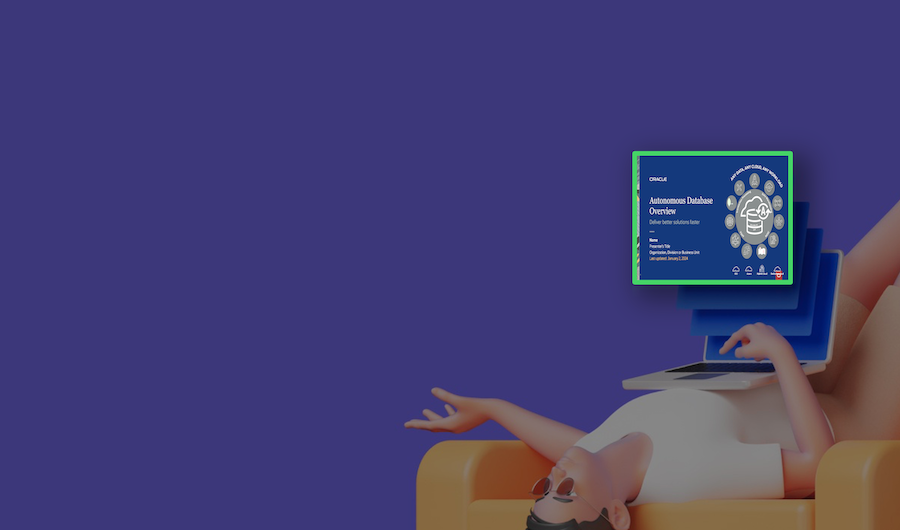 ANY DATA, ANY CLOUD, ANY WORKLOAD
ORACLE
Autonomous Database
Overview
Deliver better solutions faster
Name
Presenter's Title
Organization, Division or Business Unit
Last updated: January 2, 2024